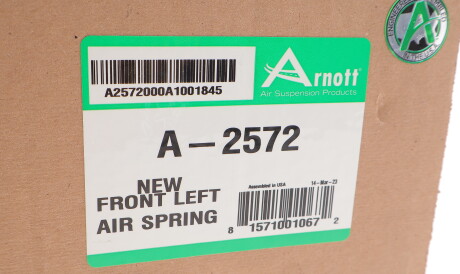 A2572000A1001845
Arnott
Air Suspension Products
A-2572
NEW
FRONT LEFT
AIR SPRING
Assembled in USA
14-Mar-23
8 1571001067 2